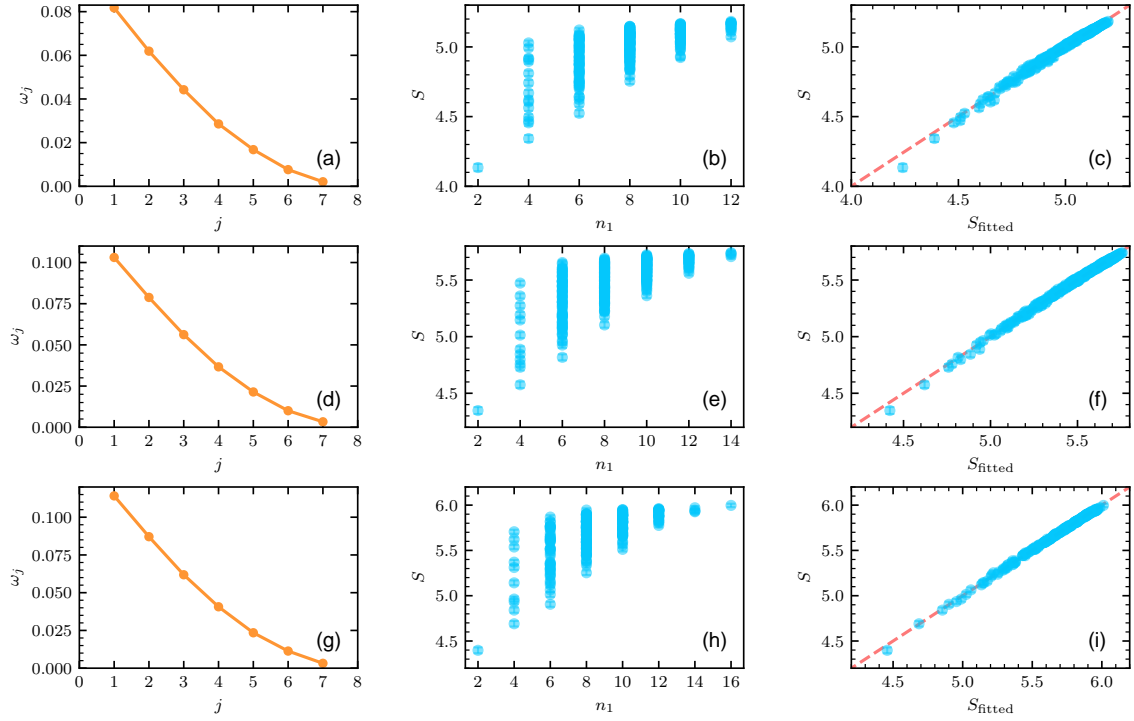 0.08
0.06
0.04
0.02
0.00
ω_j
0 1 2 3 4 5 6 7 8
j
(a)
5.0
4.5
4.0
S
2 4 6 8 10 12
n_1
(b)
5.0
4.5
4.0
S
4.0 4.5 5.0
S_fitted
(c)
0.100
0.075
0.050
0.025
0.000
ω_j
0 1 2 3 4 5 6 7 8
j
(d)
5.5
5.0
4.5
S
2 4 6 8 10 12 14
n_1
(e)
5.5
5.0
4.5
S
4.5 5.0 5.5
S_fitted
(f)
0.100
0.075
0.050
0.025
0.000
ω_j
0 1 2 3 4 5 6 7 8
j
(g)
6.0
5.5
5.0
4.5
S
2 4 6 8 10 12 14 16
n_1
(h)
6.0
5.5
5.0
4.5
S
4.5 5.0 5.5 6.0
S_fitted
(i)